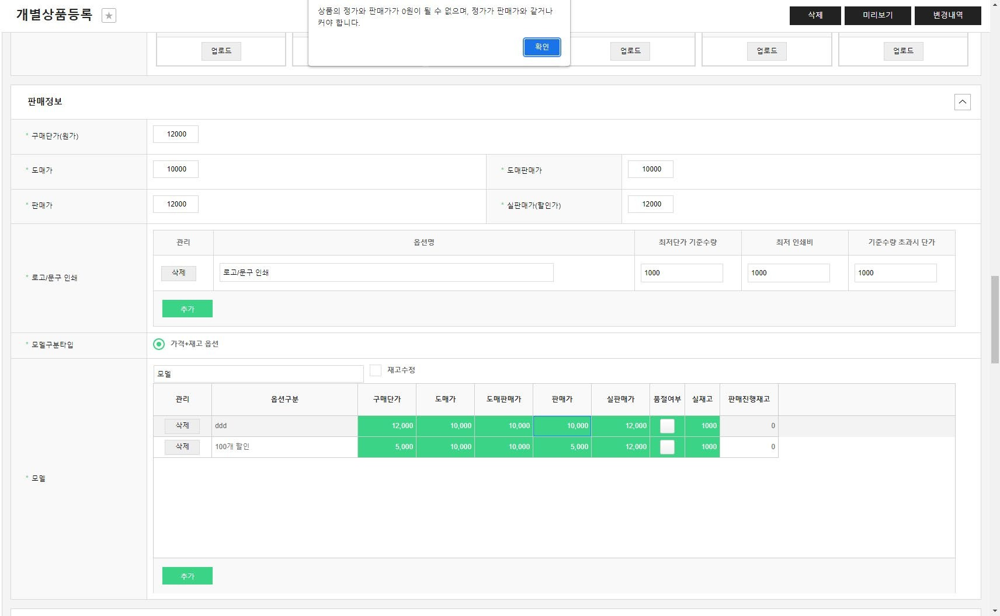 개별상품등록
상품의 정가와 판매가가 0원이 될 수 없으며, 정가가 판매가와 같거나
커야 합니다.
확인
삭제 미리보기 변경내역
업로드 업로드 업로드 업로드
판매정보
* 구매단가(원가) 12000
* 도매가 10000 * 도매판매가 10000
* 판매가 12000 * 실판매가(할인가) 12000
* 로고/문구 인쇄
관리 옵션명 최저단가 기준수량 최저 인쇄비 기준수량 초과시 단가
삭제 로고/문구 인쇄 1000 1000 1000
추가
* 모델구분타입 가격+재고 옵션
* 모델
모델 재고수정
관리 옵션구분 구매단가 도매가 도매판매가 판매가 실판매가 품절여부 실재고 판매진행재고
삭제 ddd 12,000 10,000 10,000 10,000 12,000 1000 0
삭제 100개 할인 5,000 10,000 10,000 5,000 12,000 1000 0
추가